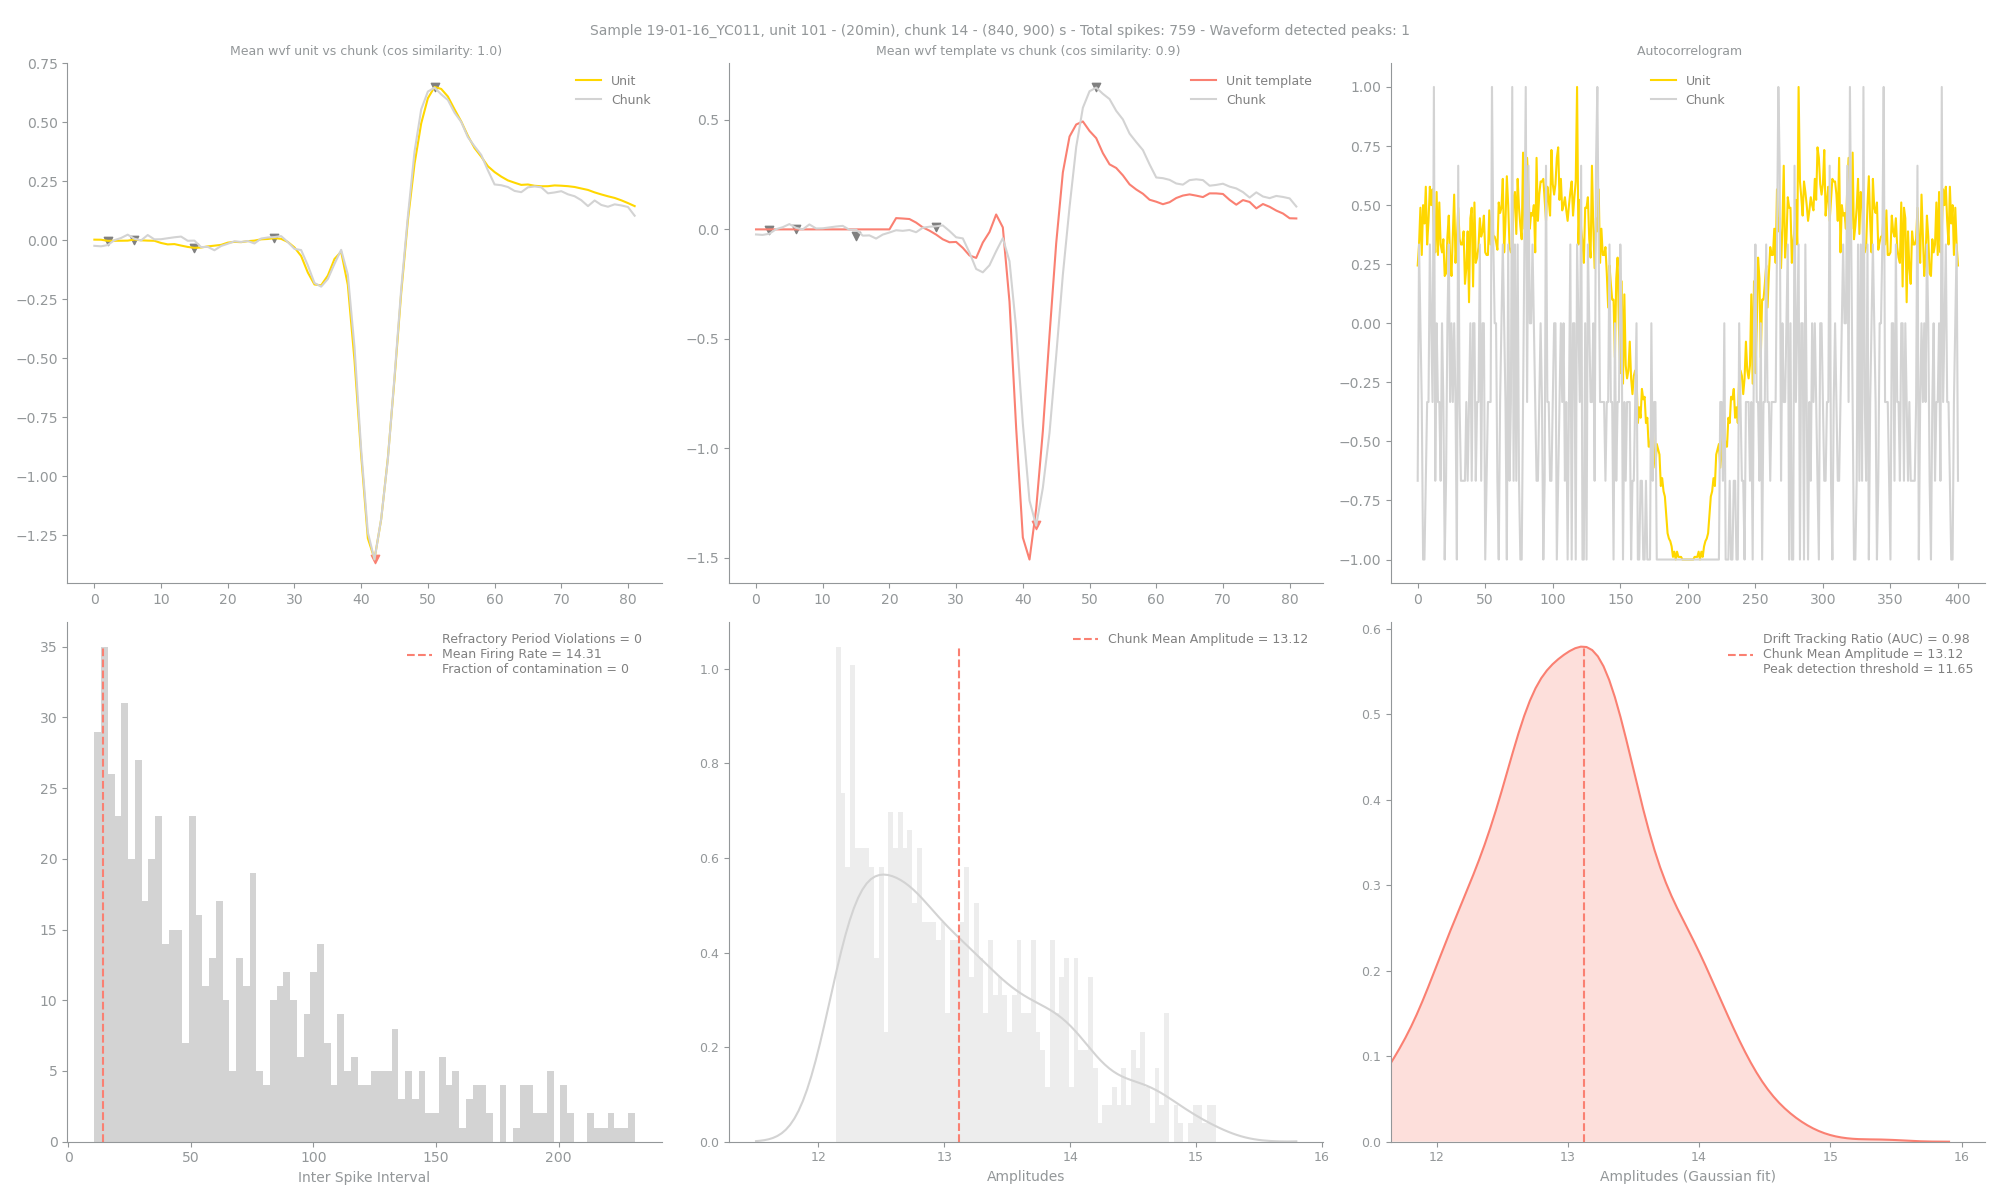 Sample 19-01-16_YC011, unit 101 - (20min), chunk 14 - (840, 900) s - Total spikes: 759 - Waveform detected peaks: 1
Mean wvf unit vs chunk (cos similarity: 1.0)
Unit
Chunk
0.75
0.50
0.25
0.00
−0.25
−0.50
−0.75
−1.00
−1.25
0 10 20 30 40 50 60 70 80
Mean wvf template vs chunk (cos similarity: 0.9)
Unit template
Chunk
0.5
0.0
−0.5
−1.0
−1.5
0 10 20 30 40 50 60 70 80
Autocorrelogram
Unit
Chunk
1.00
0.75
0.50
0.25
0.00
−0.25
−0.50
−0.75
−1.00
0 50 100 150 200 250 300 350 400
Refractory Period Violations = 0
Mean Firing Rate = 14.31
Fraction of contamination = 0
35
30
25
20
15
10
5
0
0 50 100 150 200
Inter Spike Interval
Chunk Mean Amplitude = 13.12
1.0
0.8
0.6
0.4
0.2
0.0
12 13 14 15 16
Amplitudes
Drift Tracking Ratio (AUC) = 0.98
Chunk Mean Amplitude = 13.12
Peak detection threshold = 11.65
0.6
0.5
0.4
0.3
0.2
0.1
0.0
12 13 14 15 16
Amplitudes (Gaussian fit)